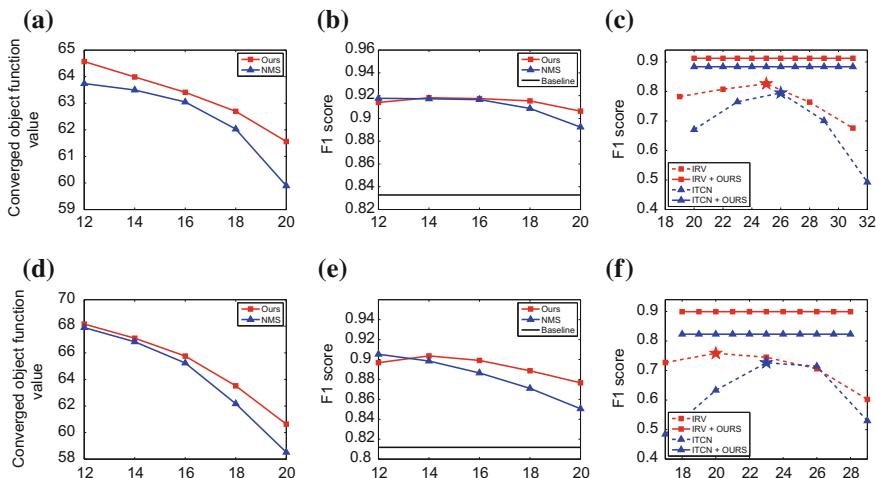 (a)
65
64
63
62
61
60
59
12 14 16 18 20
Converged object function
value
Ours
NMS
(b)
0.96
0.94
0.92
0.9
0.88
0.86
0.84
0.82
12 14 16 18 20
F1 score
Ours
NMS
Baseline
(c)
0.9
0.8
0.7
0.6
0.5
0.4
18 20 22 24 26 28 30 32
F1 score
IRV
IRV + OURS
ITCN
ITCN + OURS
(d)
70
68
66
64
62
60
58
12 14 16 18 20
Converged object function
value
Ours
NMS
(e)
0.94
0.92
0.9
0.88
0.86
0.84
0.82
0.8
12 14 16 18 20
F1 score
Ours
NMS
Baseline
(f)
0.9
0.8
0.7
0.6
0.5
0.4
18 20 22 24 26 28
F1 score
IRV
IRV + OURS
ITCN
ITCN + OURS